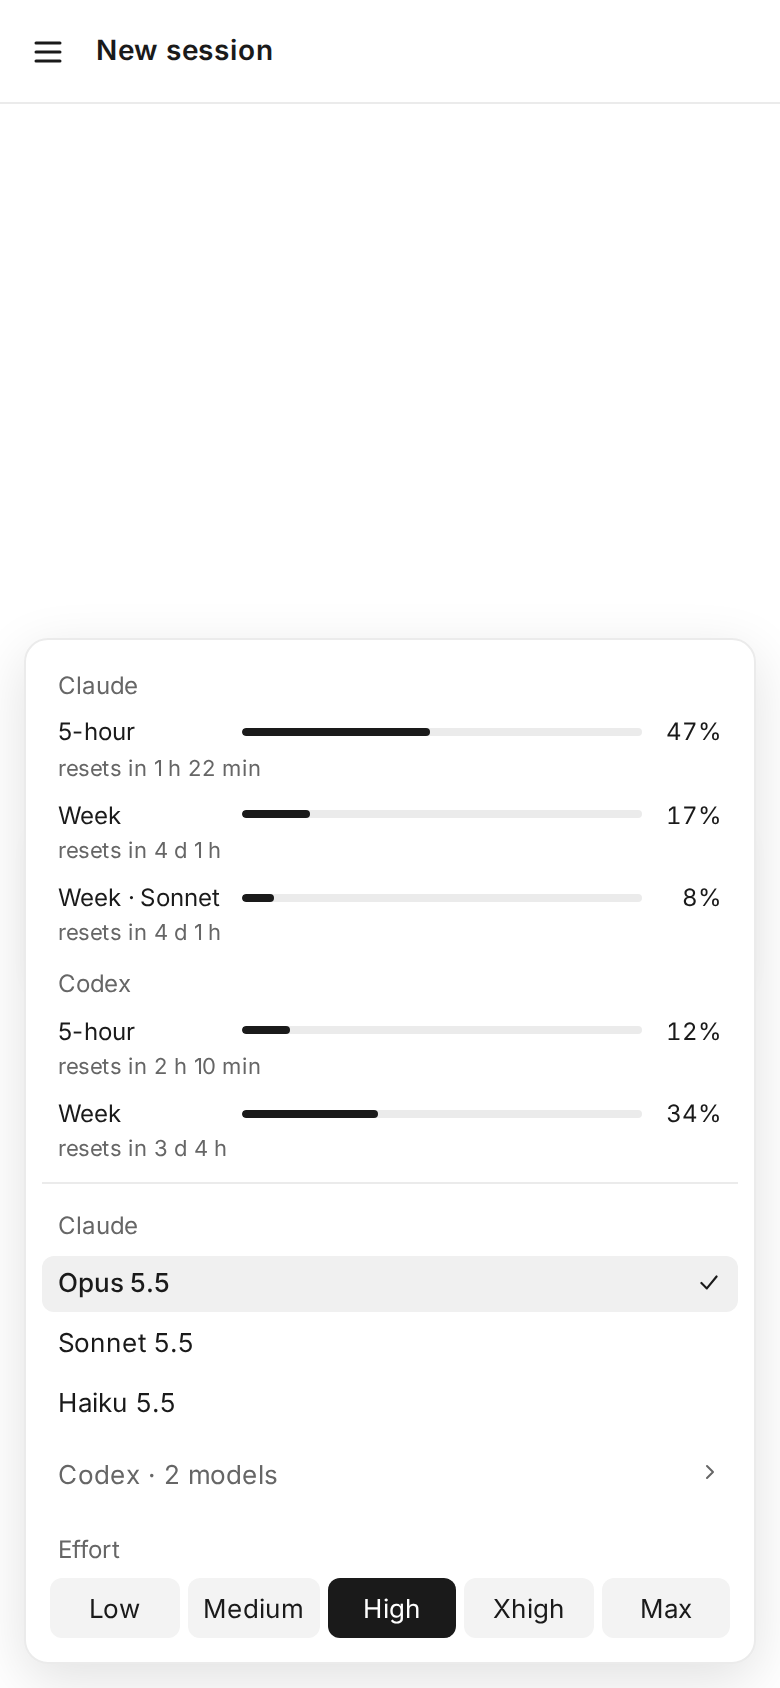 New session
Claude
5-hour 47%
resets in 1 h 22 min
Week 17%
resets in 4 d 1 h
Week · Sonnet 8%
resets in 4 d 1 h
Codex
5-hour 12%
resets in 2 h 10 min
Week 34%
resets in 3 d 4 h
Claude
Opus 5.5
Sonnet 5.5
Haiku 5.5
Codex · 2 models
Effort
Low Medium High Xhigh Max